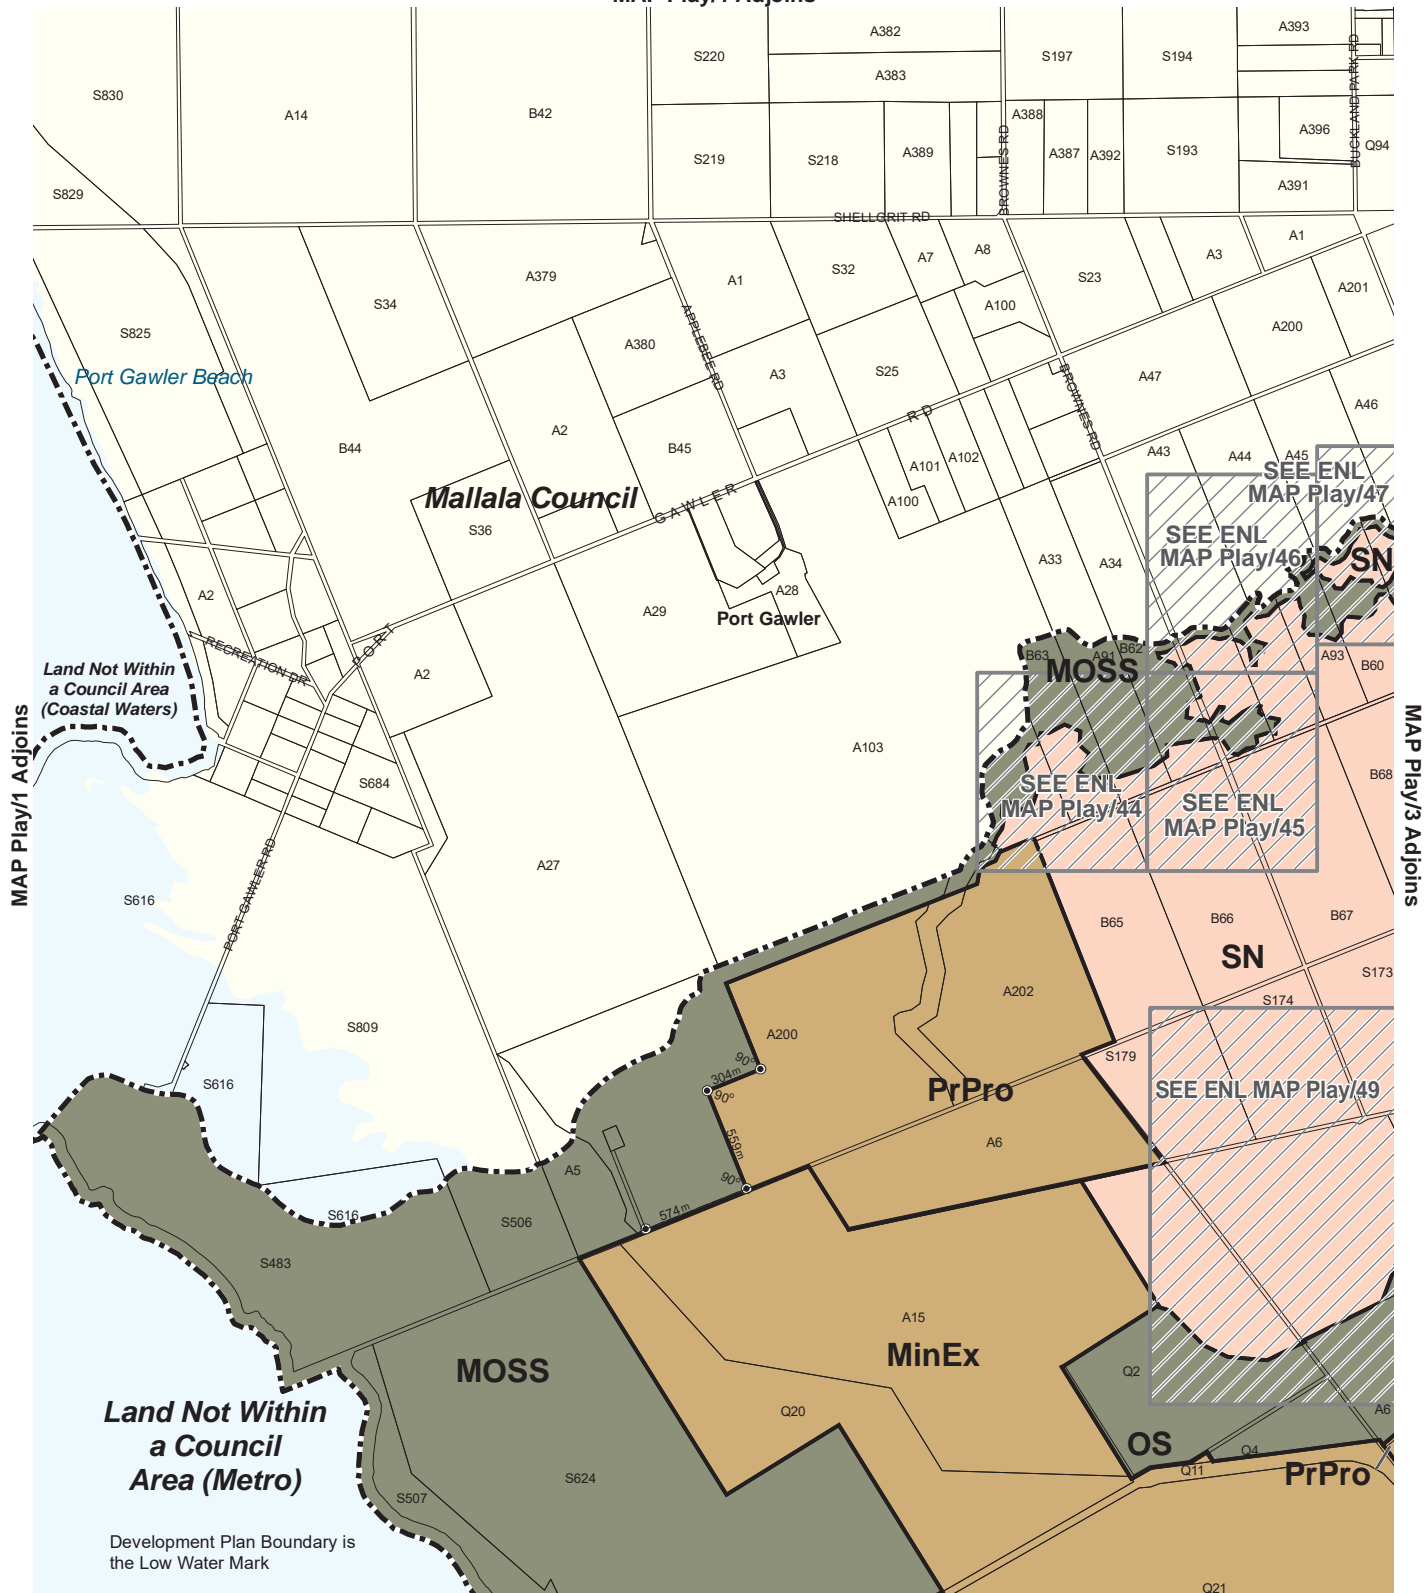 MAP Play/1 Adjoins
S830
A14
B42
S220
A382
A383
S197
S194
A393
BUCKLAND PARK RD
S829
S219
S218
A389
BROWNES RD
A388
A387
A392
S193
A396
Q94
A391
SHELLGRIT RD
S825
Port Gawler Beach
S34
A379
A380
A1
S32
A7
A8
A100
S23
A3
A1
A201
A200
APPLEBEE RD
A3
S25
BROWNES RD
A47
A46
B44
A2
B45
Mallala Council
GAWLER
RD
A101
A102
A100
A43
A44
A45
SEE ENL
MAP Play/47
S36
SEE ENL
MAP Play/46
SN
A33
A34
A2
A29
A28
Port Gawler
RECREATION DR
PORT
A2
Land Not Within
a Council Area
(Coastal Waters)
B63
A91
B62
MOSS
A93
B60
MAP Play/1 Adjoins
MAP Play/3 Adjoins
A103
S684
B68
SEE ENL
MAP Play/44
SEE ENL
MAP Play/45
A27
S616
PORT GAWLER RD
B65
B66
B67
SN
S173
S174
A202
S809
A200
S179
S616
90°
304m
90°
PrPro
SEE ENL MAP Play/49
559m
A6
A5
90°
574m
S616
S506
S483
A15
MinEx
MOSS
Q2
Q20
A6
Land Not Within
a Council
Area (Metro)
OS
Q4
Q11
PrPro
S624
S507
Development Plan Boundary is
the Low Water Mark
Q21